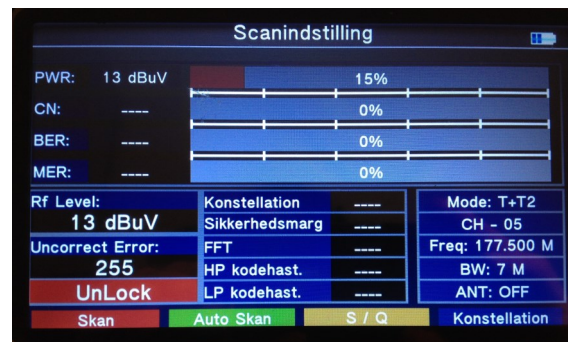 Scanindstilling
PWR: 13 dBuV 15%
CN: ---- 0%
BER: ---- 0%
MER: ---- 0%
Rf Level:
13 dBuV
Uncorrect Error:
255
UnLock
Konstellation ----
Sikkerhedsmarg ----
FFT ----
HP kodehast. ----
LP kodehast. ----
Mode: T+T2
CH - 05
Freq: 177.500 M
BW: 7 M
ANT: OFF
Skan Auto Skan S / Q Konstellation